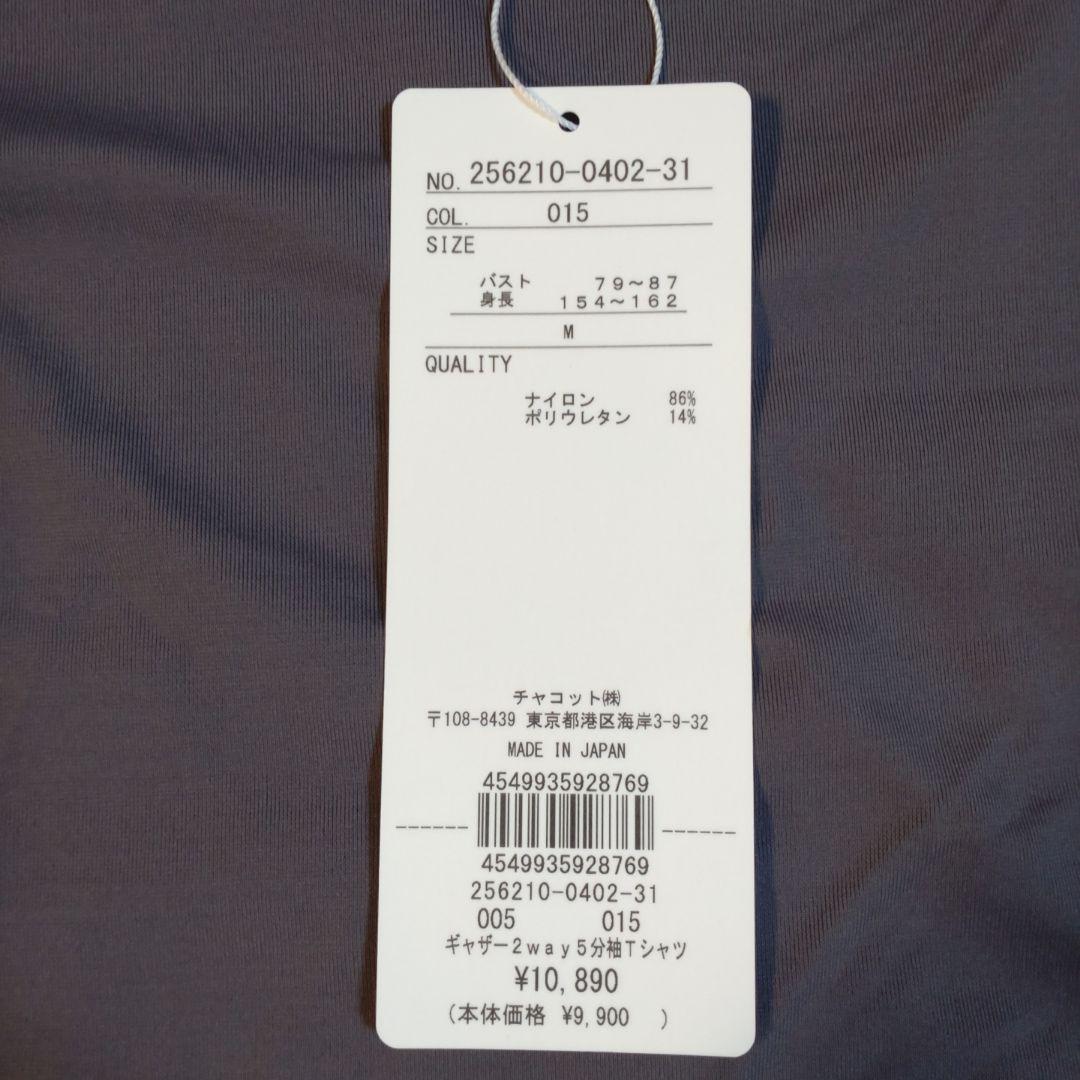 NO. 256210-0402-31
COL. 015
SIZE
バスト 79～87
身長 154～162
M
QUALITY
ナイロン 86%
ポリウレタン 14%
チャコット㈱
〒108-8439 東京都港区海岸3-9-32
MADE IN JAPAN
4549935928769
4549935928769
256210-0402-31
005 015
ギャザー2way5分袖Tシャツ
¥10,890
(本体価格 ¥9,900 )